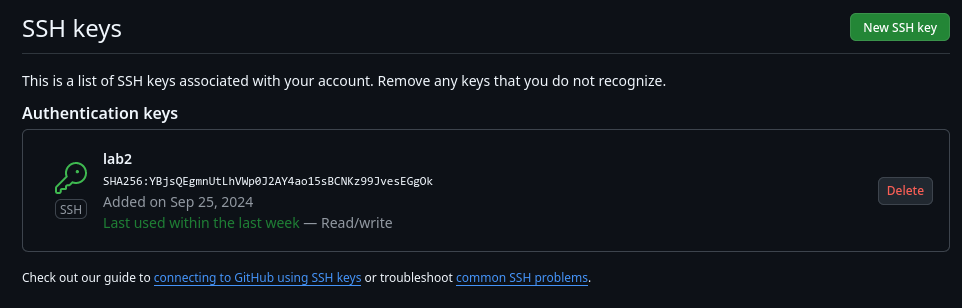 SSH keys
New SSH key
This is a list of SSH keys associated with your account. Remove any keys that you do not recognize.
Authentication keys
lab2
SHA256:YBjsQEgmnUtLhVWp0J2AY4ao15sBCNKz99JvesEGgOk
Added on Sep 25, 2024
Last used within the last week — Read/write
SSH
Delete
Check out our guide to connecting to GitHub using SSH keys or troubleshoot common SSH problems.